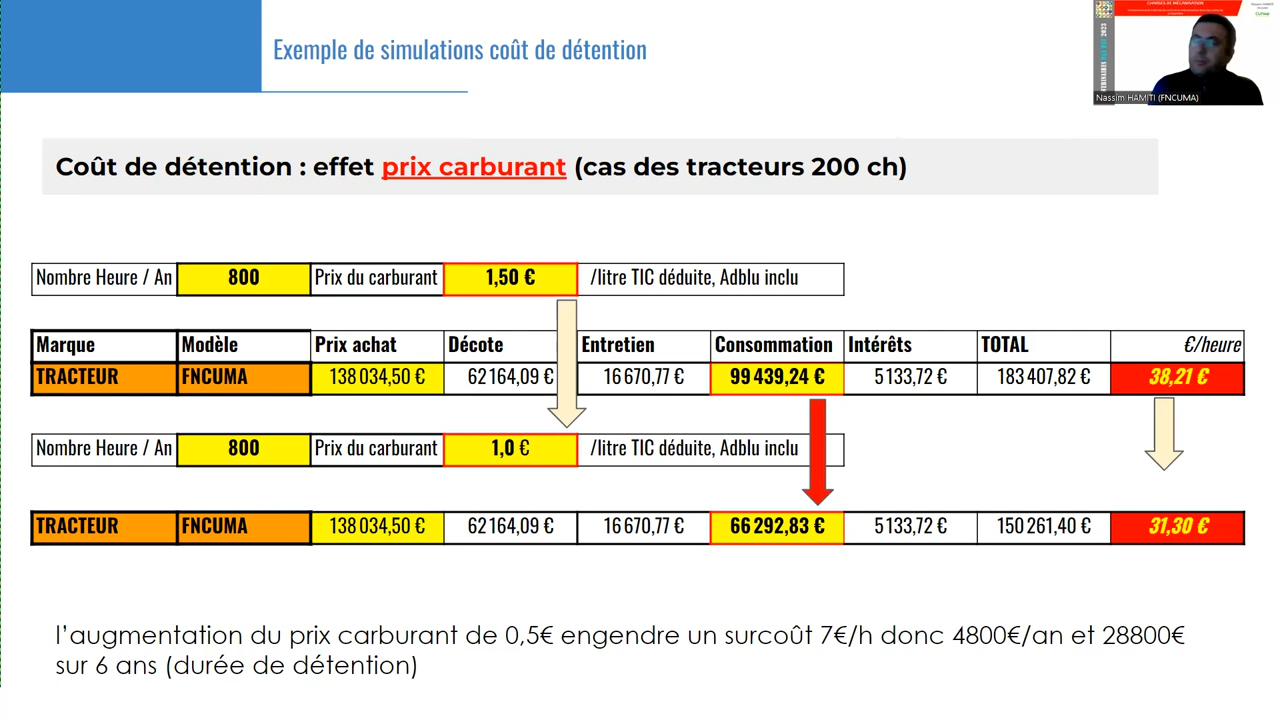 Exemple de simulations coût de détention
Nassim HAMITI (FNCUMA)
Coût de détention : effet prix carburant (cas des tracteurs 200 ch)
Nombre Heure / An 800 Prix du carburant 1,50 € /litre TIC déduite, Adblu inclu
Marque Modèle Prix achat Décote Entretien Consommation Intérêts TOTAL €/heure
TRACTEUR FNCUMA 138 034,50 € 62 164,09 € 16 670,77 € 99 439,24 € 5 133,72 € 183 407,82 € 38,21 €
Nombre Heure / An 800 Prix du carburant 1,0 € /litre TIC déduite, Adblu inclu
TRACTEUR FNCUMA 138 034,50 € 62 164,09 € 16 670,77 € 66 292,83 € 5 133,72 € 150 261,40 € 31,30 €
l’augmentation du prix carburant de 0,5€ engendre un surcoût 7€/h donc 4800€/an et 28800€
sur 6 ans (durée de détention)